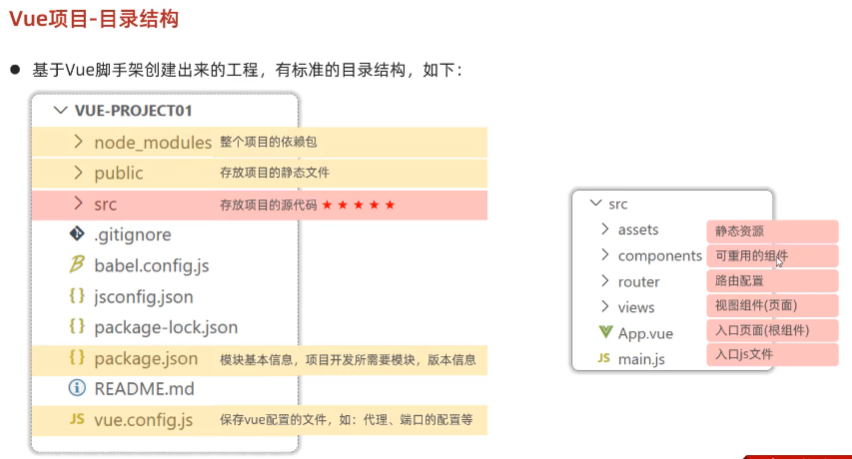 Vue项目-目录结构
● 基于Vue脚手架创建出来的工程，有标准的目录结构，如下：
VUE-PROJECT01
node_modules 整个项目的依赖包
public 存放项目的静态文件
src 存放项目的源代码 ★ ★ ★ ★ ★
.gitignore
babel.config.js
{} jsconfig.json
{} package-lock.json
{} package.json 模块基本信息，项目开发所需要模块，版本信息
README.md
JS vue.config.js 保存vue配置的文件，如：代理、端口的配置等
src
assets 静态资源
components 可重用的组件
router 路由配置
views 视图组件(页面)
App.vue 入口页面(根组件)
JS main.js 入口js文件